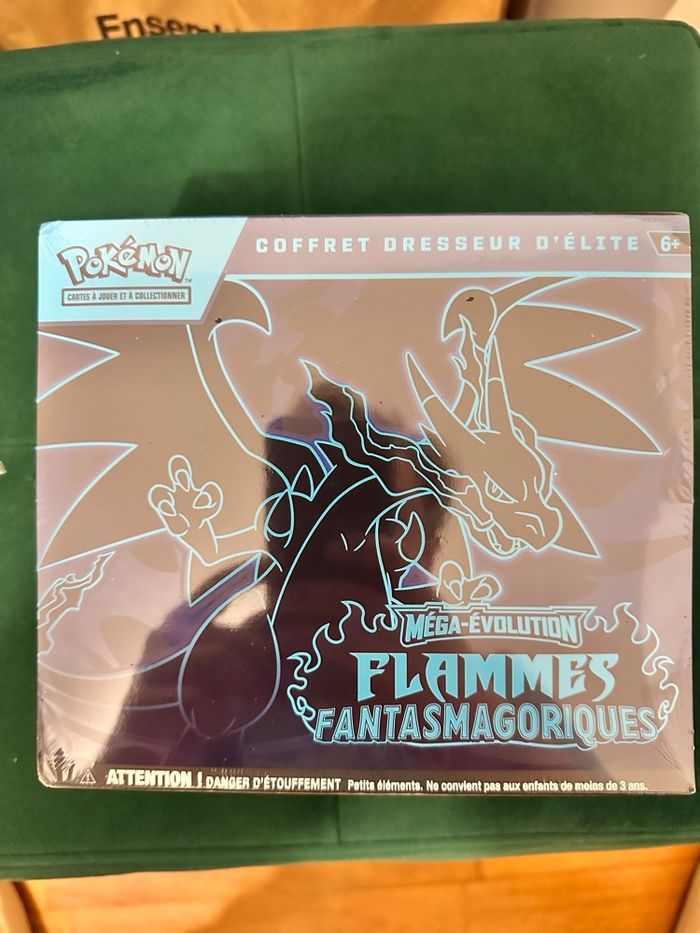 POKéMON
CARTES À JOUER ET À COLLECTIONNER
COFFRET DRESSEUR D'ÉLITE
6+
MÉGA-ÉVOLUTION
FLAMMES
FANTASMAGORIQUES
ATTENTION ! DANGER D'ÉTOUFFEMENT Petits éléments. Ne convient pas aux enfants de moins de 3 ans.